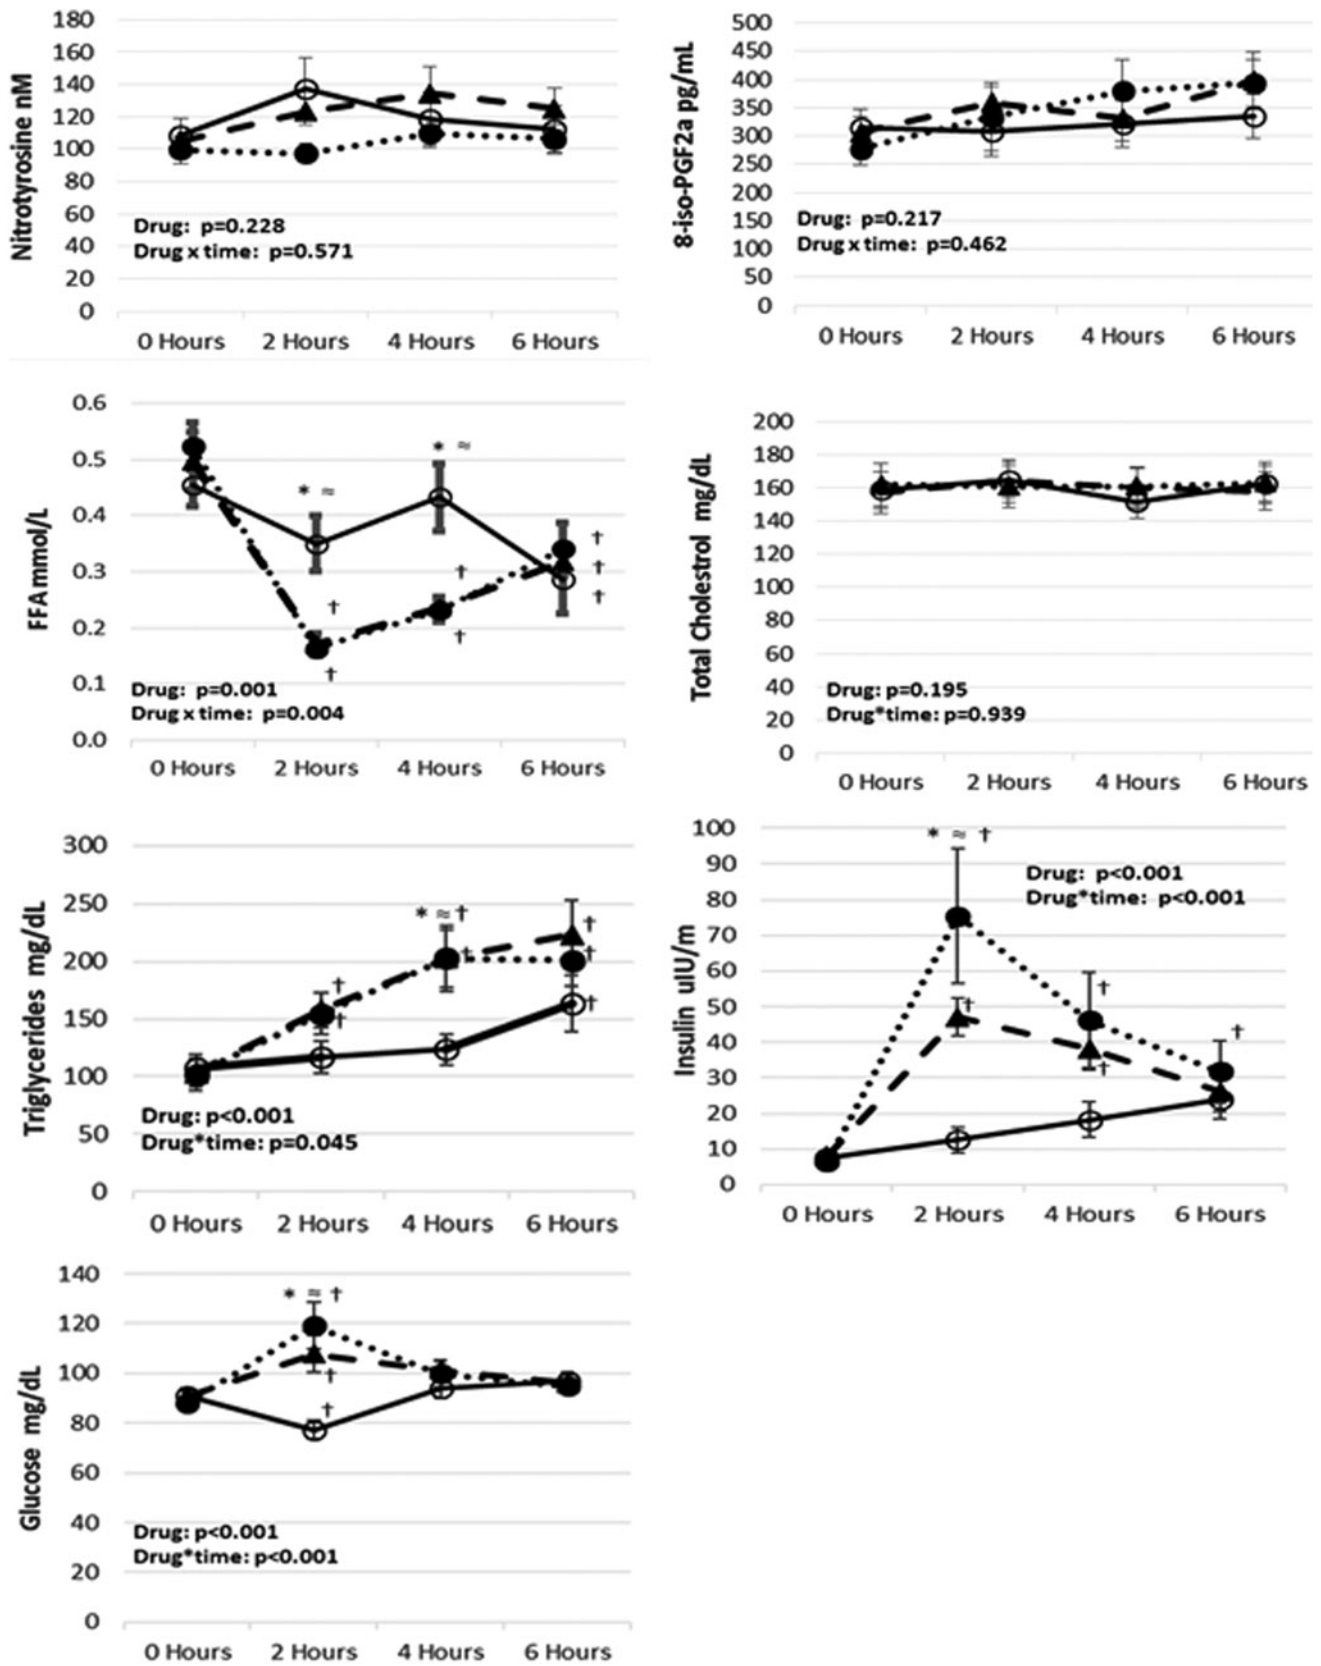 Nitrotyrosine nM
180
160
140
120
100
80
60
40
20
0
Drug: p=0.228
Drug x time: p=0.571
0 Hours 2 Hours 4 Hours 6 Hours
8-iso-PGF2a pg/mL
500
450
400
350
300
250
200
150
100
50
0
Drug: p=0.217
Drug x time: p=0.462
0 Hours 2 Hours 4 Hours 6 Hours
FFA mmol/L
0.6
0.5
0.4
0.3
0.2
0.1
0.0
* ≈
* ≈
†
†
†
†
†
†
†
Drug: p=0.001
Drug x time: p=0.004
0 Hours 2 Hours 4 Hours 6 Hours
Total Cholestrol mg/dL
200
180
160
140
120
100
80
60
40
20
0
Drug: p=0.195
Drug*time: p=0.939
0 Hours 2 Hours 4 Hours 6 Hours
Triglycerides mg/dL
300
250
200
150
100
50
0
†
†
* ≈ †
†
†
†
†
Drug: p<0.001
Drug*time: p=0.045
0 Hours 2 Hours 4 Hours 6 Hours
Insulin uIU/m
100
90
80
70
60
50
40
30
20
10
0
* ≈ †
†
†
†
†
Drug: p<0.001
Drug*time: p<0.001
0 Hours 2 Hours 4 Hours 6 Hours
Glucose mg/dL
140
120
100
80
60
40
20
0
* ≈ †
†
†
Drug: p<0.001
Drug*time: p<0.001
0 Hours 2 Hours 4 Hours 6 Hours